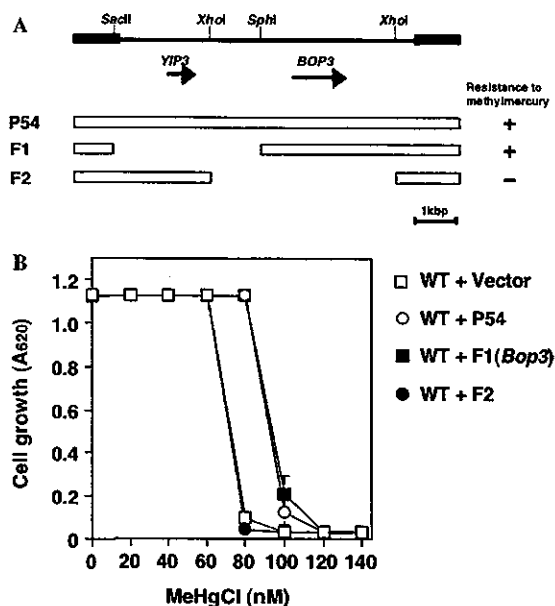 A
SacII XhoI SphI XhoI
YIP3 BOP3
Resistance to
methylmercury
P54 +
F1 +
F2 −
1kbp
B
Cell growth (A620)
1.2
1.0
0.8
0.6
0.4
0.2
0
0 20 40 60 80 100 120 140
MeHgCl (nM)
WT + Vector
WT + P54
WT + F1(Bop3)
WT + F2